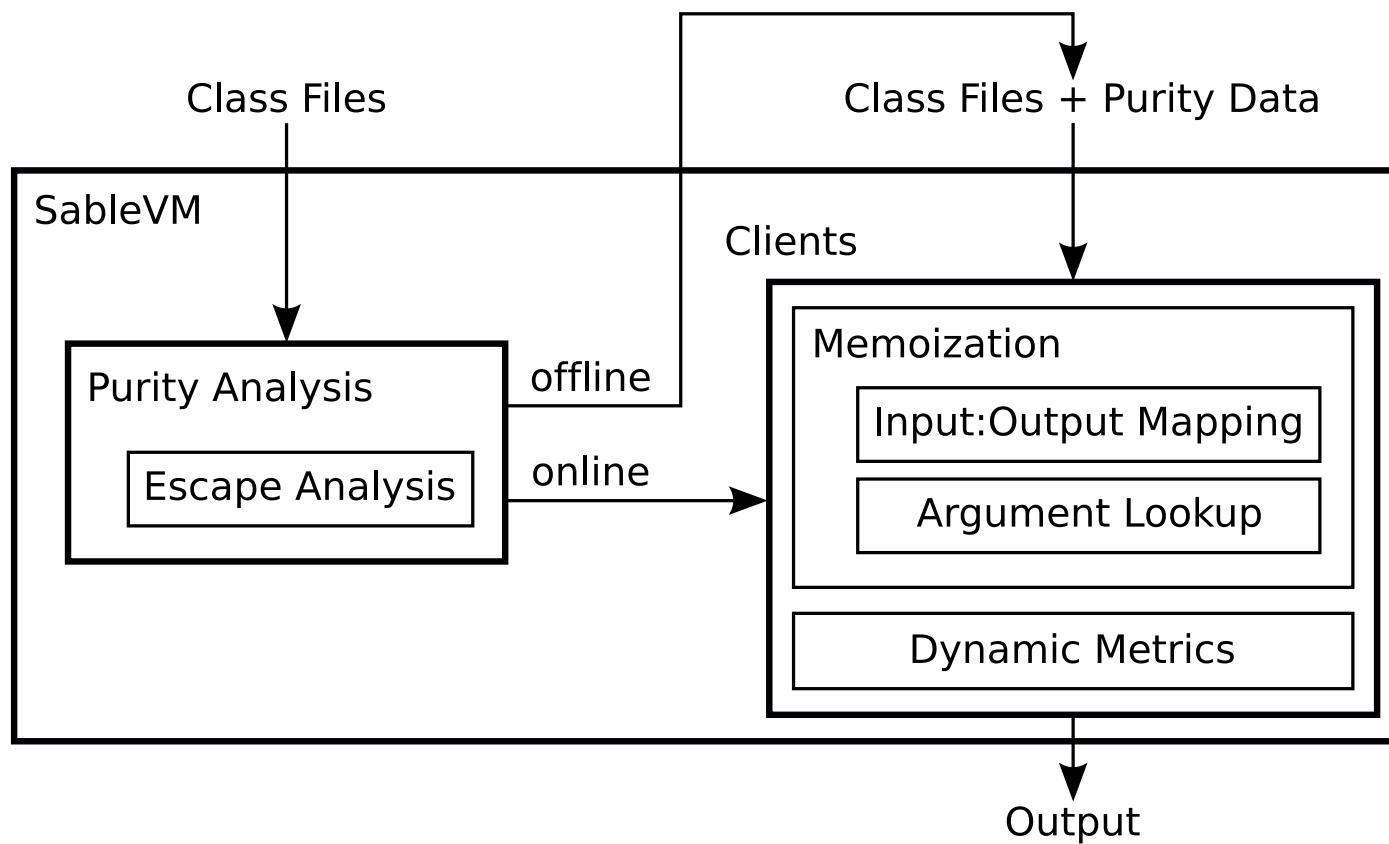 Class Files
Class Files + Purity Data
SableVM
Clients
Purity Analysis
Escape Analysis
offline
online
Memoization
Input:Output Mapping
Argument Lookup
Dynamic Metrics
Output